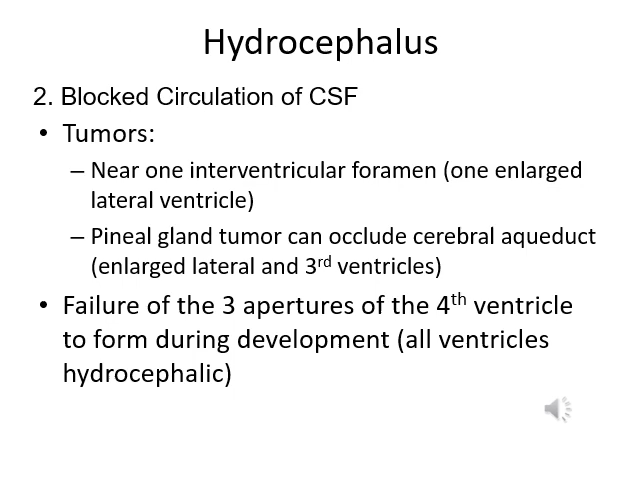 Hydrocephalus
2. Blocked Circulation of CSF
• Tumors:
– Near one interventricular foramen (one enlarged
lateral ventricle)
– Pineal gland tumor can occlude cerebral aqueduct
(enlarged lateral and 3rd ventricles)
• Failure of the 3 apertures of the 4th ventricle
to form during development (all ventricles
hydrocephalic)